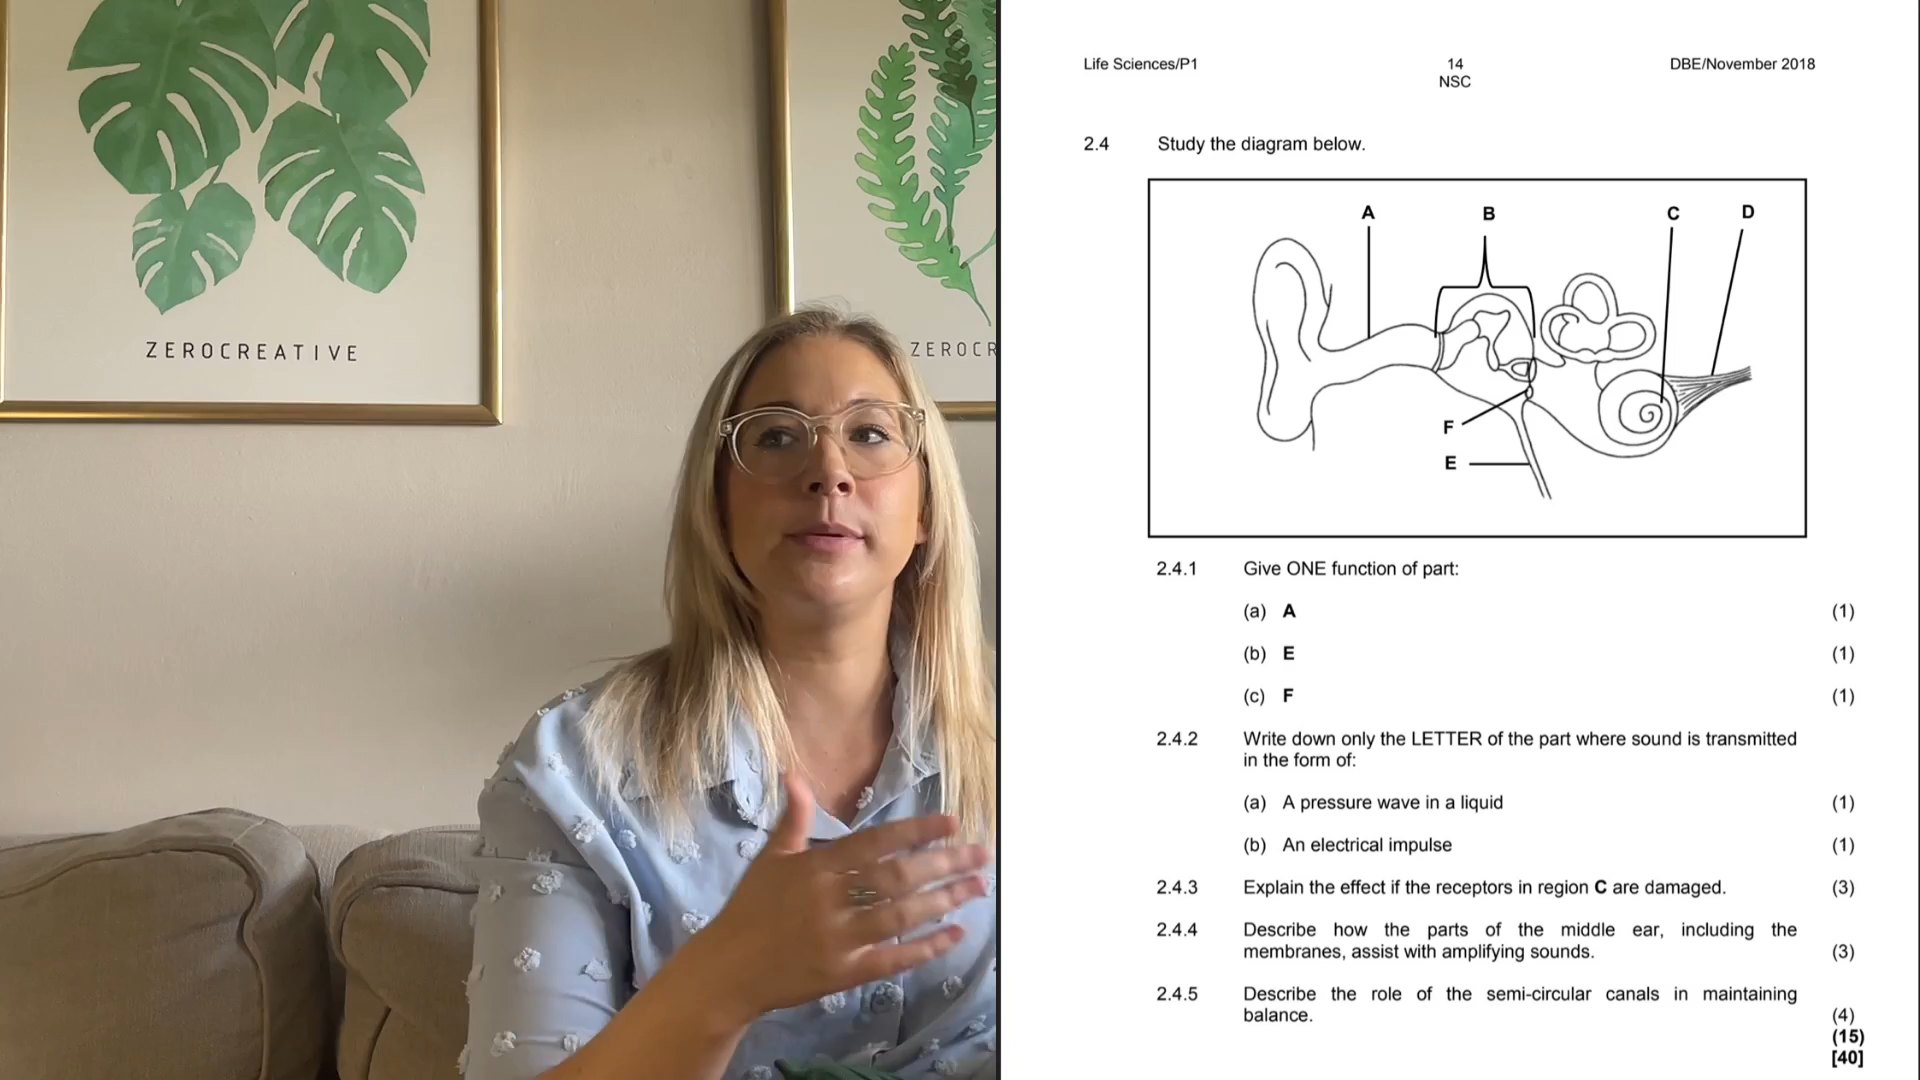 ZEROCREATIVE
ZEROCR
Life Sciences/P1
14
NSC
DBE/November 2018
2.4 Study the diagram below.
A B C D
F
E
2.4.1 Give ONE function of part:
(a) A (1)
(b) E (1)
(c) F (1)
2.4.2 Write down only the LETTER of the part where sound is transmitted
in the form of:
(a) A pressure wave in a liquid (1)
(b) An electrical impulse (1)
2.4.3 Explain the effect if the receptors in region C are damaged. (3)
2.4.4 Describe how the parts of the middle ear, including the
membranes, assist with amplifying sounds. (3)
2.4.5 Describe the role of the semi-circular canals in maintaining
balance. (4)
(15)
[40]